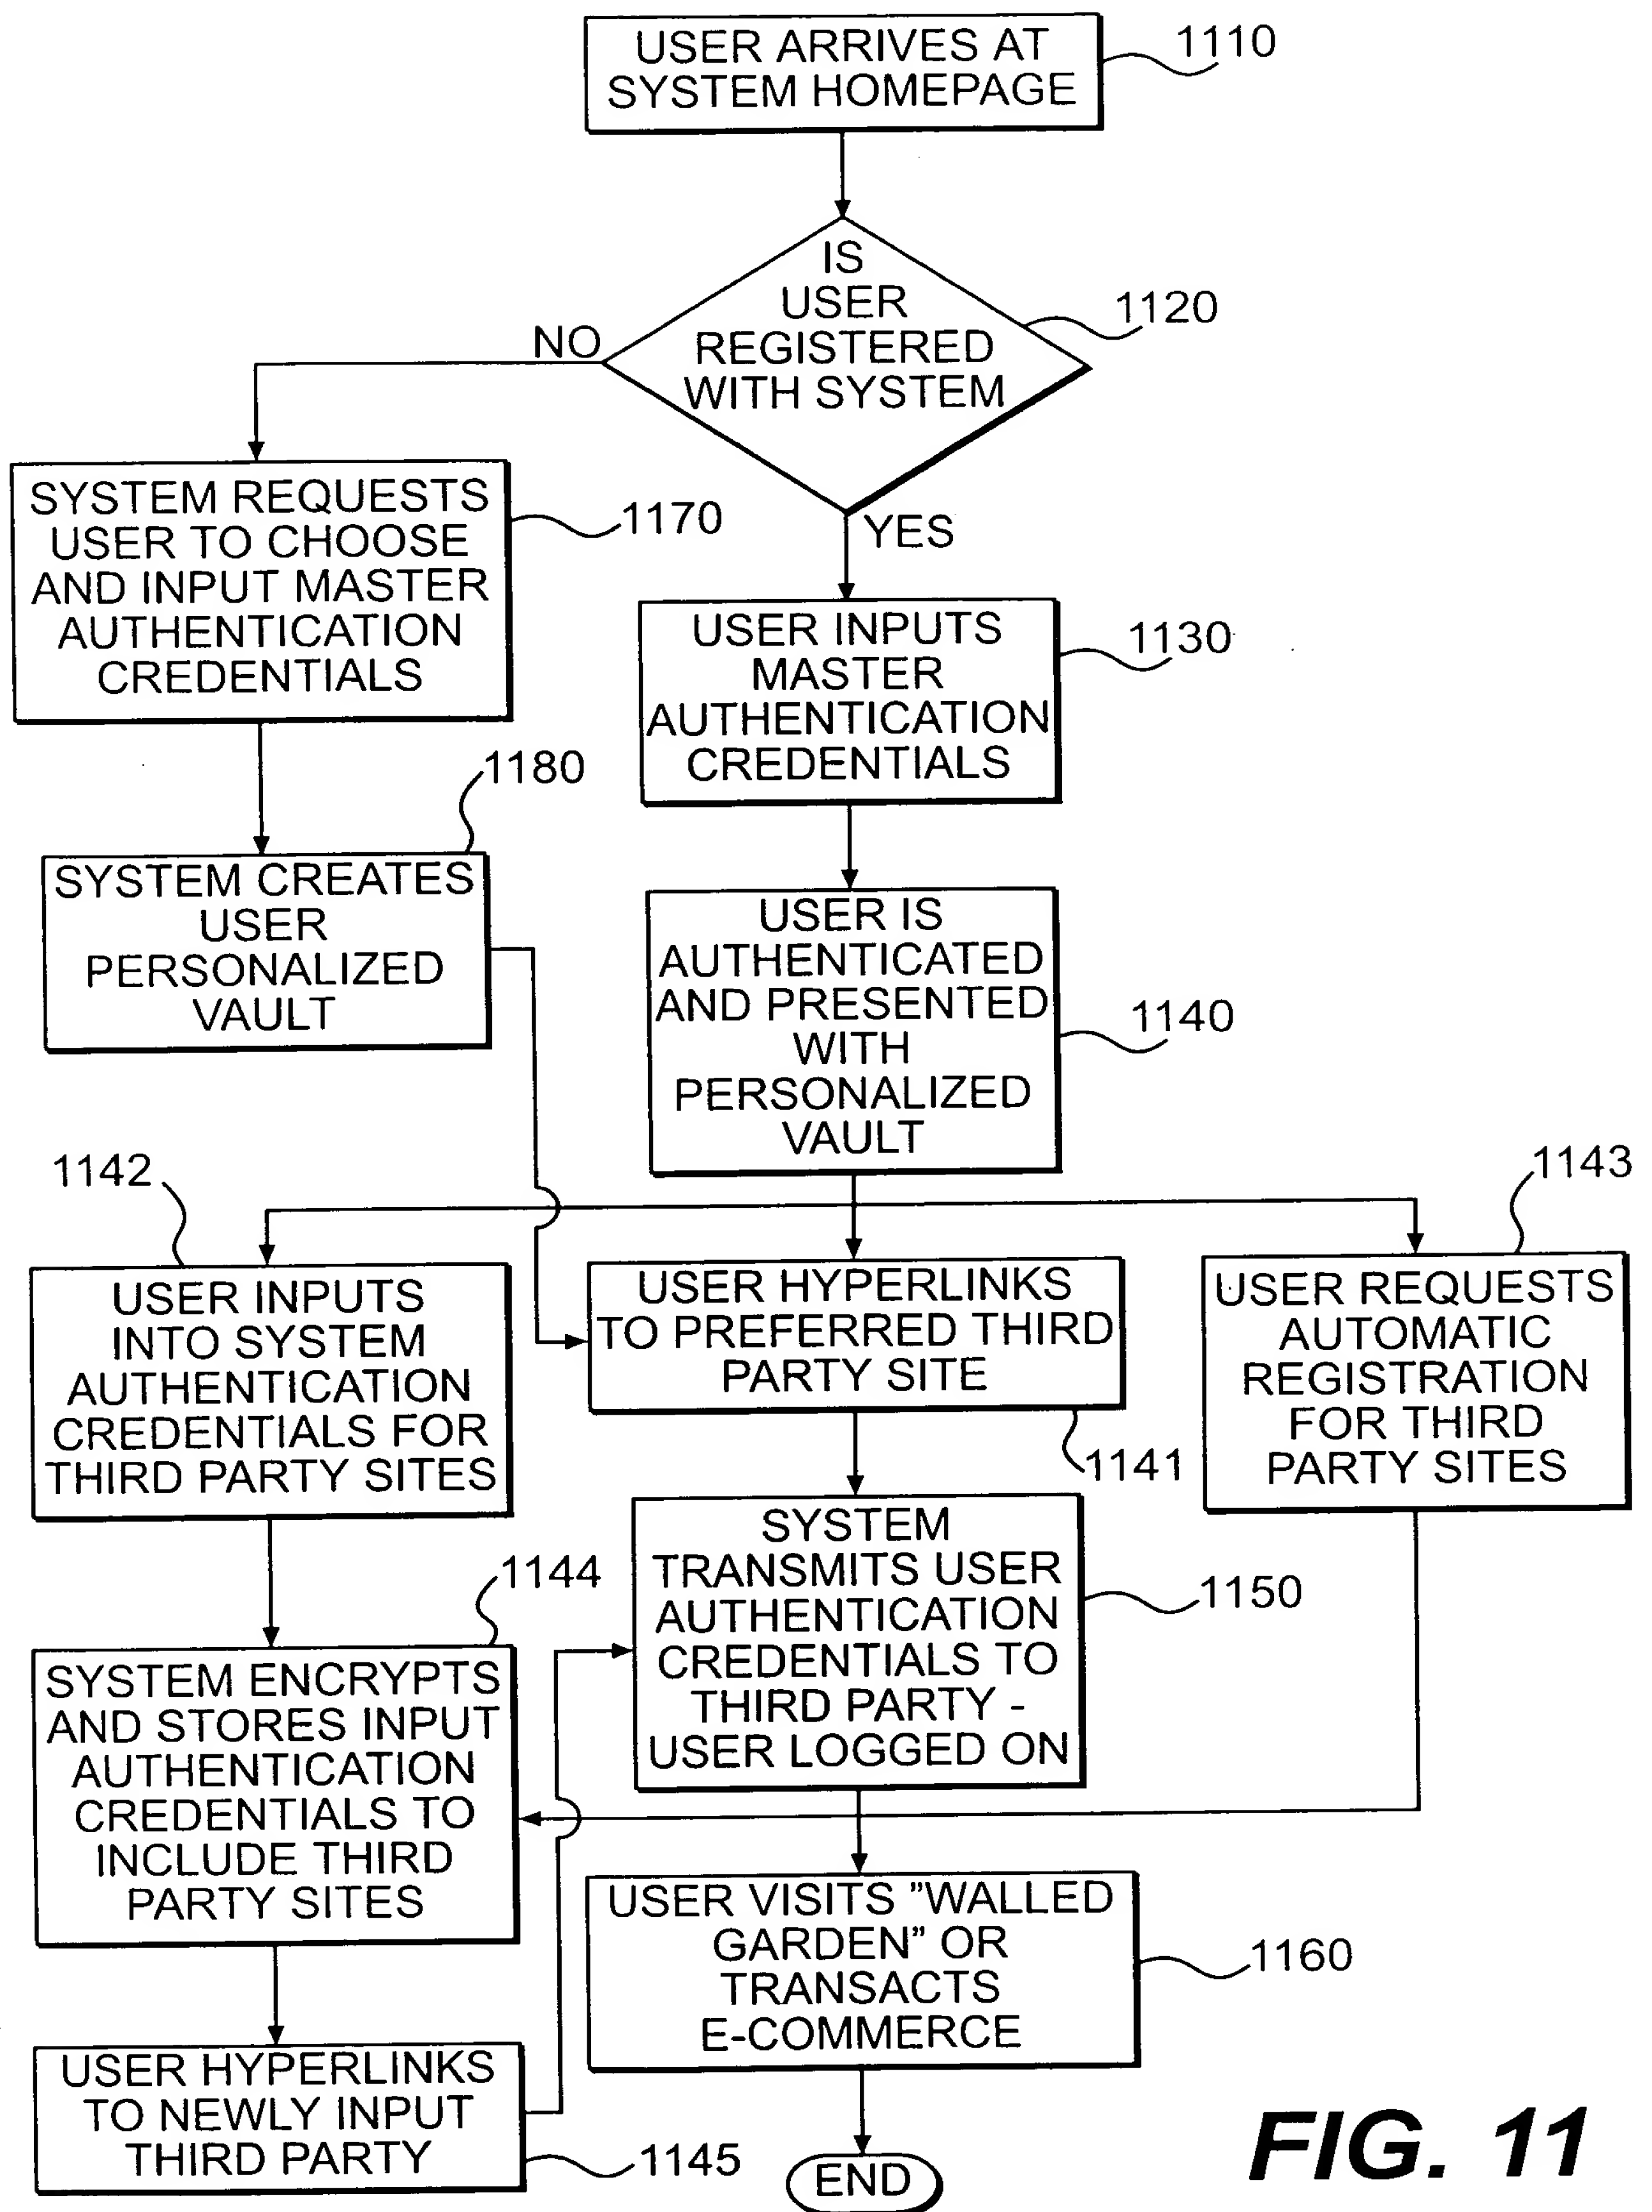 USER ARRIVES AT
SYSTEM HOMEPAGE
1110
IS
USER
REGISTERED
WITH SYSTEM
1120
NO
YES
SYSTEM REQUESTS
USER TO CHOOSE
AND INPUT MASTER
AUTHENTICATION
CREDENTIALS
1170
USER INPUTS
MASTER
AUTHENTICATION
CREDENTIALS
1130
1180
SYSTEM CREATES
USER
PERSONALIZED
VAULT
USER IS
AUTHENTICATED
AND PRESENTED
WITH
PERSONALIZED
VAULT
1140
1142
1143
USER INPUTS
INTO SYSTEM
AUTHENTICATION
CREDENTIALS FOR
THIRD PARTY SITES
USER HYPERLINKS
TO PREFERRED THIRD
PARTY SITE
1141
USER REQUESTS
AUTOMATIC
REGISTRATION
FOR THIRD
PARTY SITES
1144
SYSTEM
TRANSMITS USER
AUTHENTICATION
CREDENTIALS TO
THIRD PARTY -
USER LOGGED ON
1150
SYSTEM ENCRYPTS
AND STORES INPUT
AUTHENTICATION
CREDENTIALS TO
INCLUDE THIRD
PARTY SITES
USER VISITS ”WALLED
GARDEN” OR
TRANSACTS
E-COMMERCE
1160
USER HYPERLINKS
TO NEWLY INPUT
THIRD PARTY
1145
END
FIG. 11